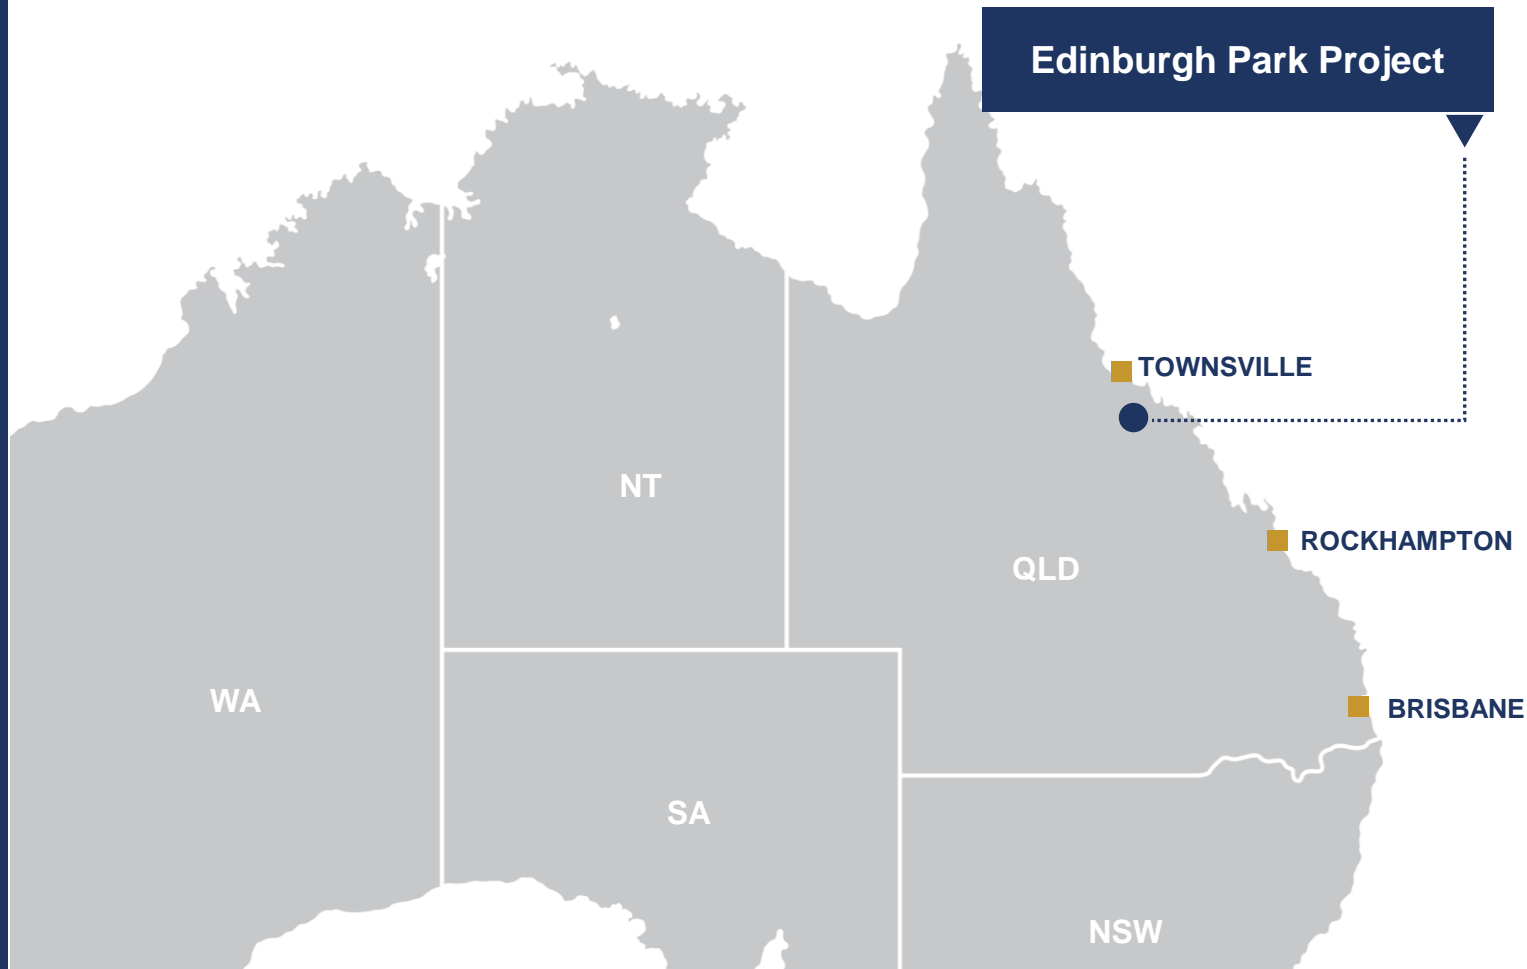 Edinburgh Park Project
TOWNSVILLE
NT
ROCKHAMPTON
QLD
WA
BRISBANE
SA
NSW